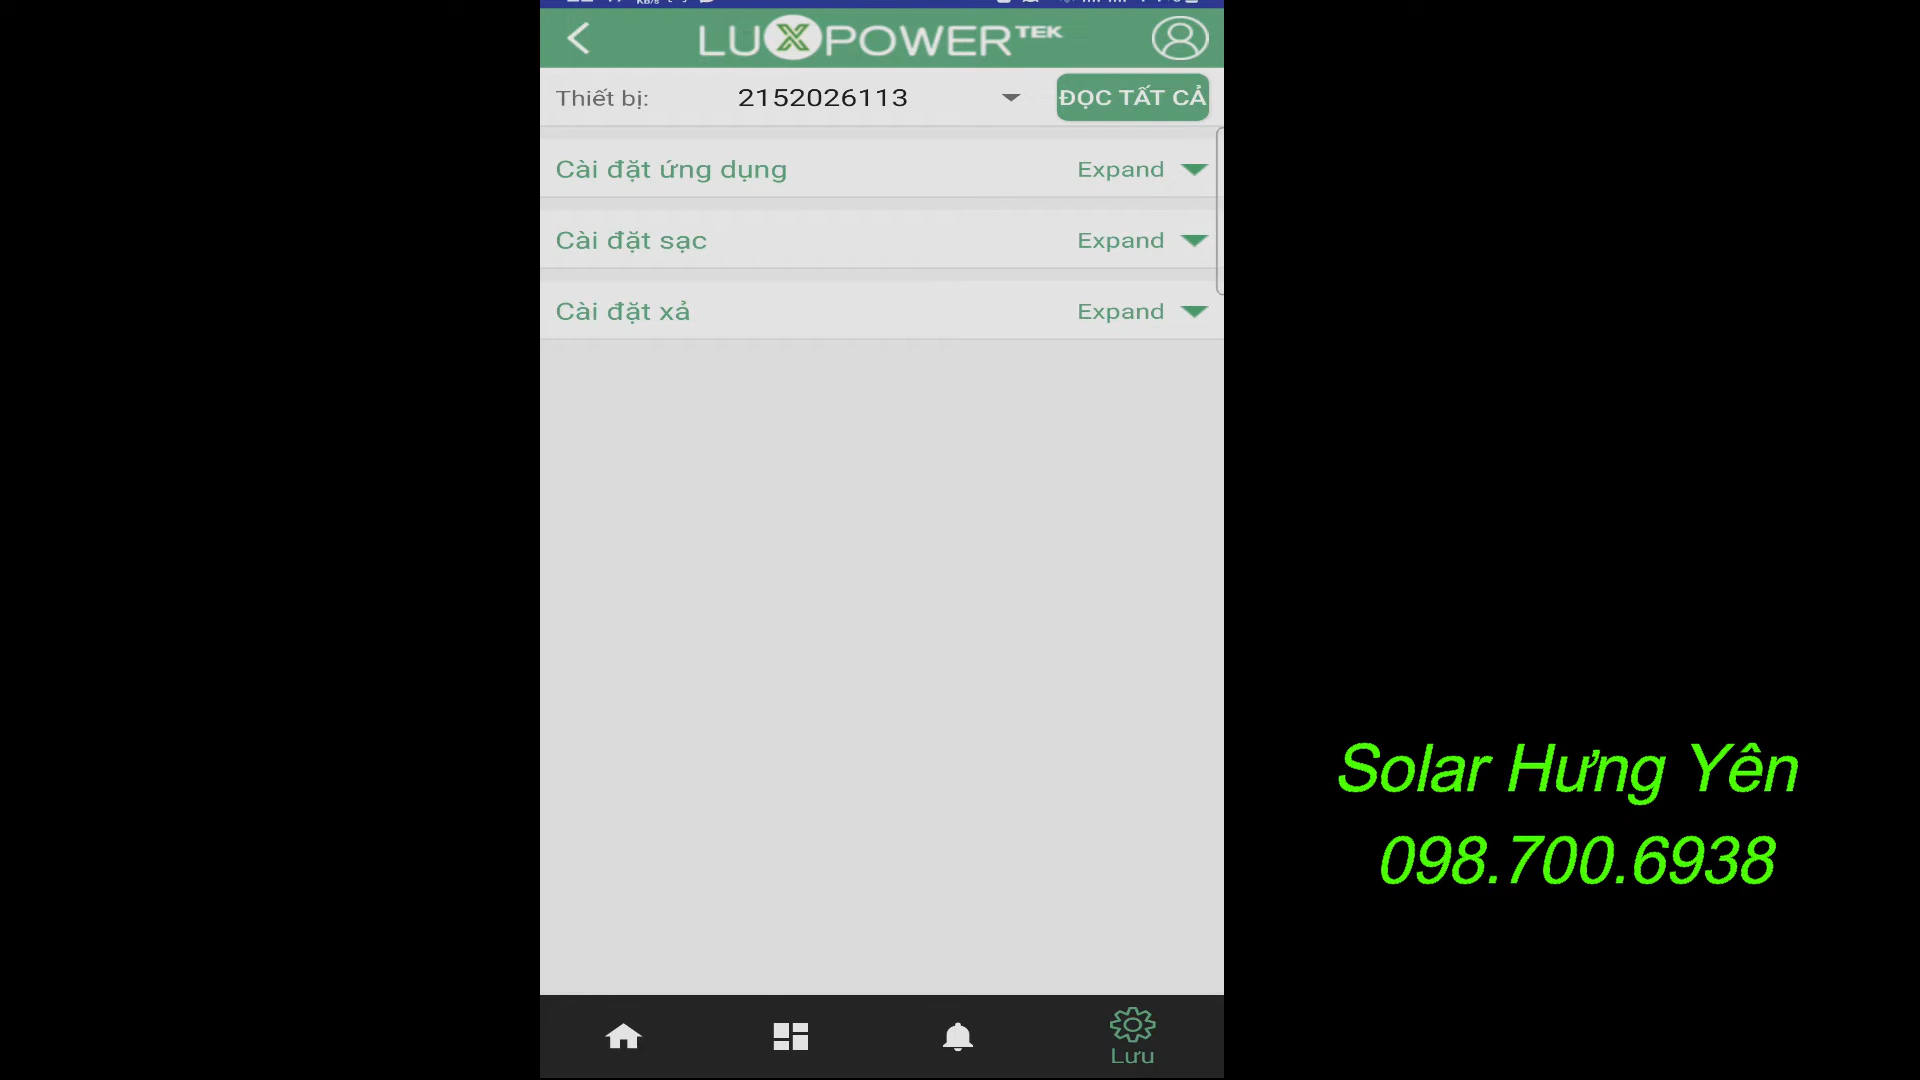 LUXPOWERTEK
Thiết bị: 2152026113 ĐỌC TẤT CẢ
Cài đặt ứng dụng Expand
Cài đặt sạc Expand
Cài đặt xả Expand
Solar Hưng Yên
098.700.6938
Lưu